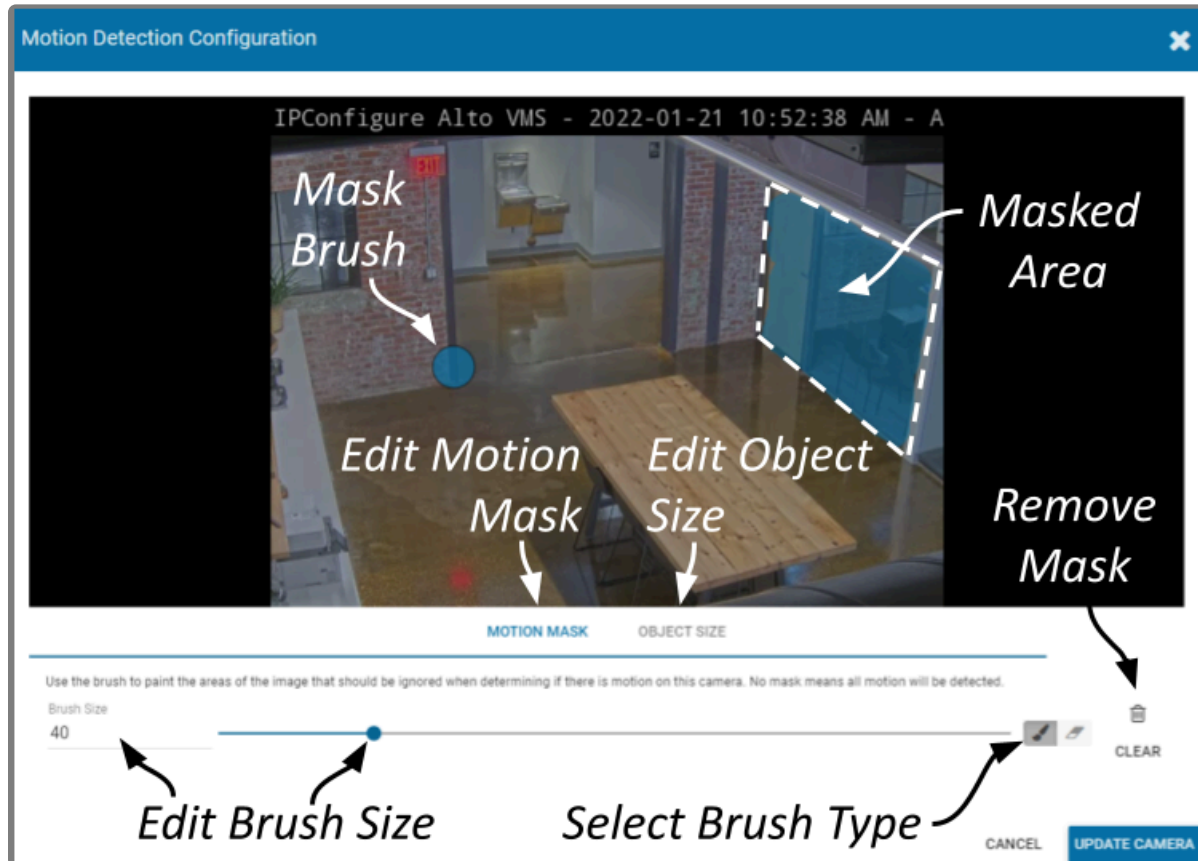 Motion Detection Configuration
IPConfigure Alto VMS - 2022-01-21 10:52:38 AM - A
EXIT
Mask
Brush
Masked
Area
Edit Motion
Mask
Edit Object
Size
Remove
Mask
MOTION MASK
OBJECT SIZE
Use the brush to paint the areas of the image that should be ignored when determining if there is motion on this camera. No mask means all motion will be detected.
Brush Size
40
CLEAR
Edit Brush Size
Select Brush Type
CANCEL
UPDATE CAMERA